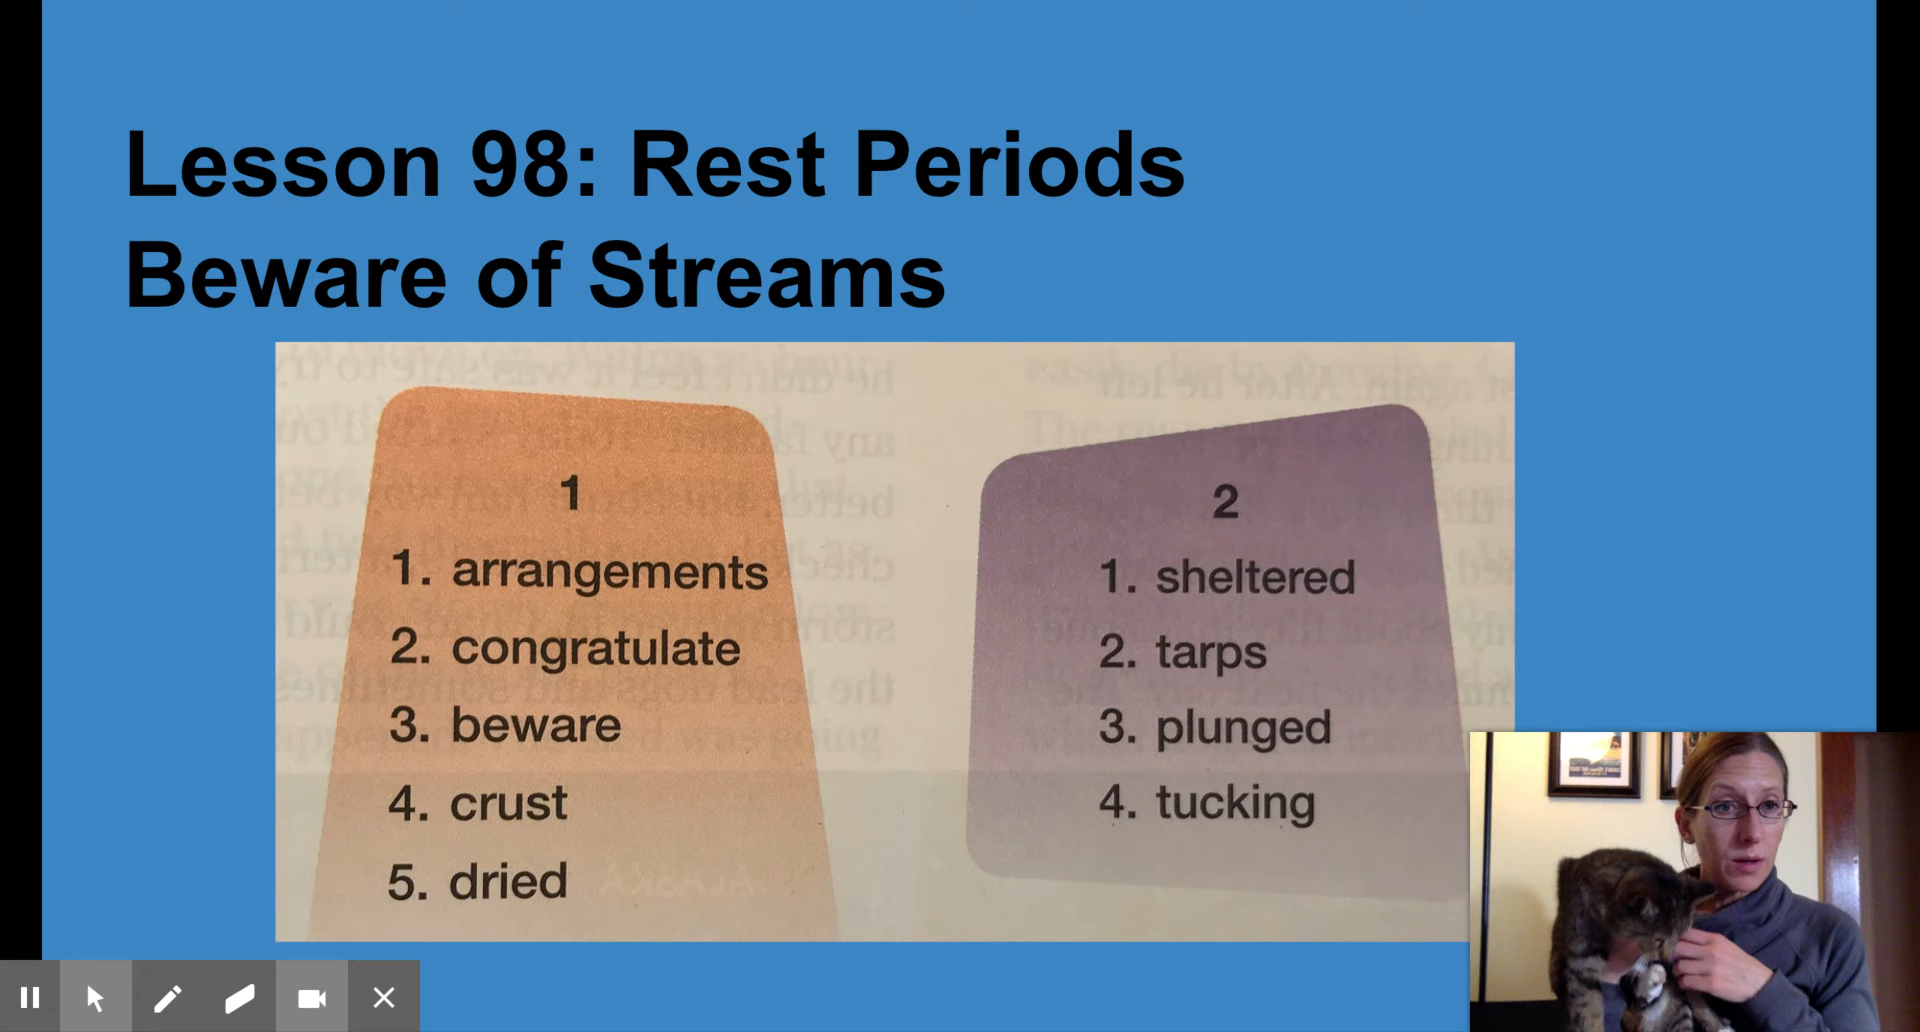 Lesson 98: Rest Periods
Beware of Streams
1
1. arrangements
2. congratulate
3. beware
4. crust
5. dried
2
1. sheltered
2. tarps
3. plunged
4. tucking
ALASKA